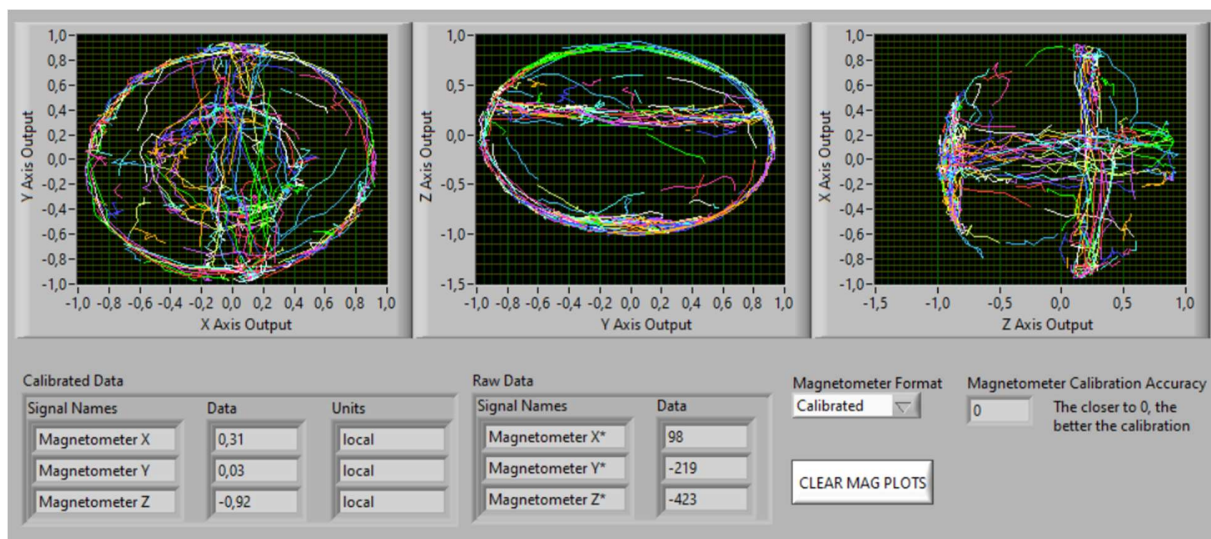 1,0
0,8
0,6
0,4
0,2
0,0
-0,2
-0,4
-0,6
-0,8
-1,0
Y Axis Output
-1,0 -0,8 -0,6 -0,4 -0,2 0,0 0,2 0,4 0,6 0,8 1,0
X Axis Output
1,0
0,5
0,0
-0,5
-1,0
-1,5
Z Axis Output
-1,0 -0,8 -0,6 -0,4 -0,2 0,0 0,2 0,4 0,6 0,8 1,0
Y Axis Output
1,0
0,8
0,6
0,4
0,2
0,0
-0,2
-0,4
-0,6
-0,8
-1,0
X Axis Output
-1,5 -1,0 -0,5 0,0 0,5 1,0
Z Axis Output
Calibrated Data
Signal Names Data Units
Magnetometer X 0,31 local
Magnetometer Y 0,03 local
Magnetometer Z -0,92 local
Raw Data
Signal Names Data
Magnetometer X* 98
Magnetometer Y* -219
Magnetometer Z* -423
Magnetometer Format
Calibrated
Magnetometer Calibration Accuracy
0
The closer to 0, the
better the calibration
CLEAR MAG PLOTS